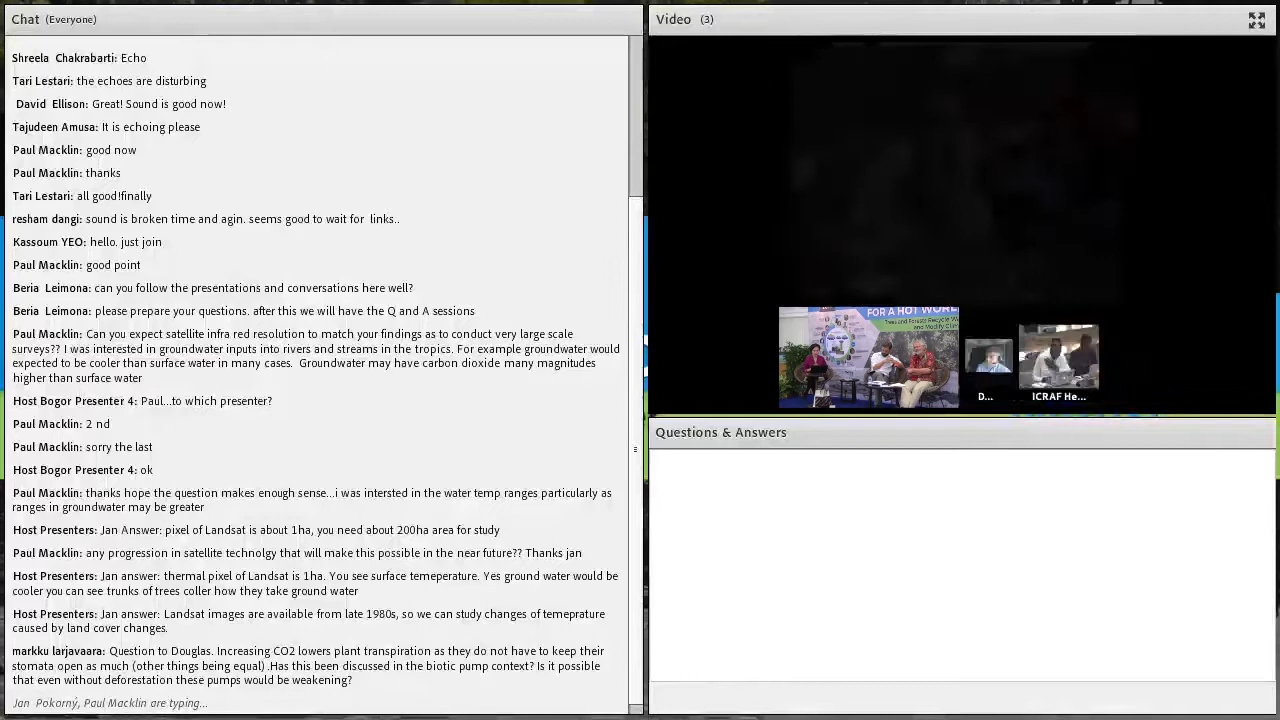 Chat (Everyone)
Shreela Chakrabarti: Echo
Tari Lestari: the echoes are disturbing
David Ellison: Great! Sound is good now!
Tajudeen Amusa: It is echoing please
Paul Macklin: good now
Paul Macklin: thanks
Tari Lestari: all good!finally
resham dangi: sound is broken time and agin. seems good to wait for links..
Kassoum YEO: hello. just join
Paul Macklin: good point
Beria Leimona: can you follow the presentations and conversations here well?
Beria Leimona: please prepare your questions. after this we will have the Q and A sessions
Paul Macklin: Can you expect satellite infra red resolution to match your findings as to conduct very large scale
surveys?? I was interested in groundwater inputs into rivers and streams in the tropics. For example groundwater would
expected to be cooler than surface water in many cases. Groundwater may have carbon dioxide many magnitudes
higher than surface water
Host Bogor Presenter 4: Paul...to which presenter?
Paul Macklin: 2 nd
Paul Macklin: sorry the last
Host Bogor Presenter 4: ok
Paul Macklin: thanks hope the question makes enough sense...i was intersted in the water temp ranges particularly as
ranges in groundwater may be greater
Host Presenters: Jan Answer: pixel of Landsat is about 1ha, you need about 200ha area for study
Paul Macklin: any progression in satellite technolgy that will make this possible in the near future?? Thanks jan
Host Presenters: Jan answer: thermal pixel of Landsat is 1ha. You see surface temeperature. Yes ground water would be
cooler you can see trunks of trees coller how they take ground water
Host Presenters: Jan answer: Landsat images are available from late 1980s, so we can study changes of temeprature
caused by land cover changes.
markku larjavaara: Question to Douglas. Increasing CO2 lowers plant transpiration as they do not have to keep their
stomata open as much (other things being equal) .Has this been discussed in the biotic pump context? Is it possible
that even without deforestation these pumps would be weakening?
Jan Pokorný, Paul Macklin are typing...
Video (3)
FOR A HOT WORL
Trees and Forests Recycle W
and Modify Clim
D...
ICRAF He...
Questions & Answers